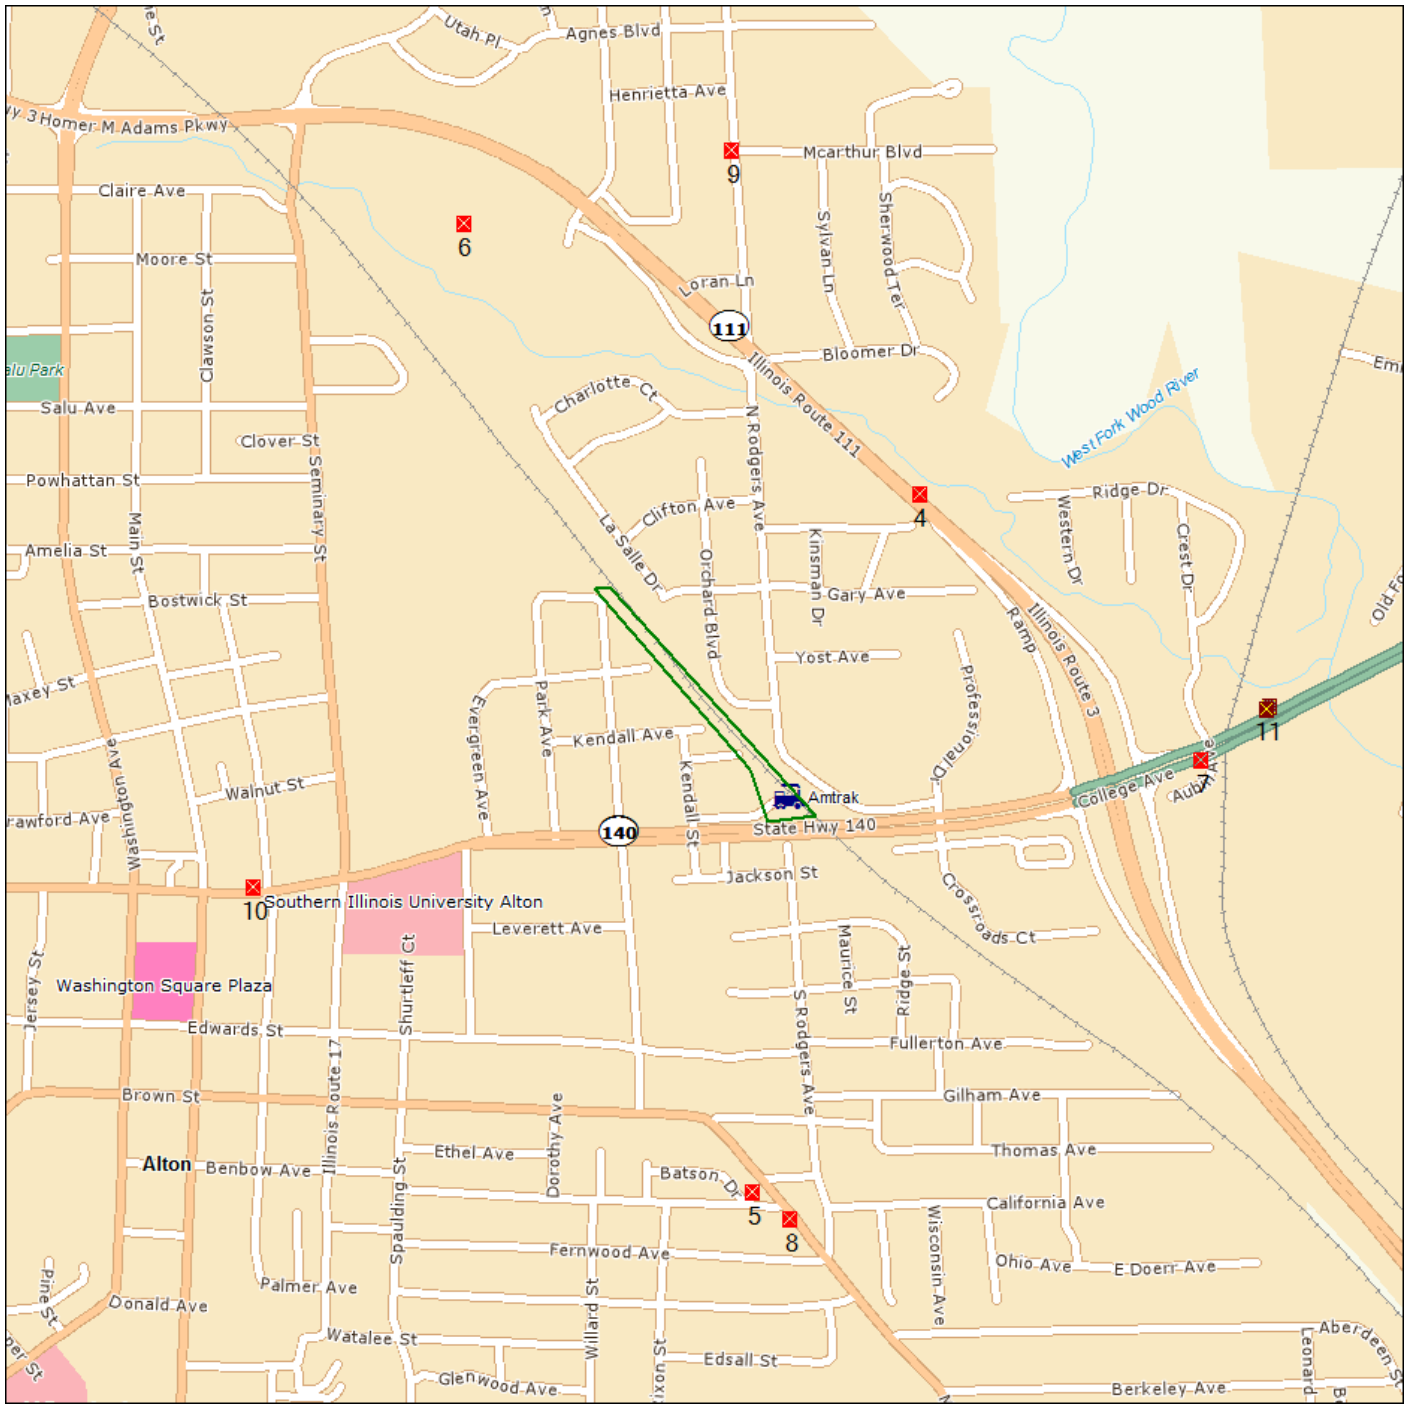 Utah Pl
Agnes Blvd
Henrietta Ave
Homer M Adams Pkwy
9
Mcarthur Blvd
Claire Ave
6
Sylvan Ln
Sherwood Ter
Moore St
Loran Ln
Clawson St
111
Bloomer Dr
Illinois Route 111
Charlotte Ct
West Fork Wood River
Salu Ave
N Rodgers Ave
Clover St
Seminary St
Powhattan St
Ridge Dr
4
Clifton Ave
Western Dr
Crest Dr
Main St
Amelia St
La Salle Dr
Orchard Blvd
Kinsman Dr
Gary Ave
Bostwick St
Ramp
Illinois Route 3
Yost Ave
Maxey St
Evergreen Ave
Park Ave
Professional Dr
Kendall Ave
11
7
Washington Ave
Walnut St
Kendall St
Amtrak
College Ave
State Hwy 140
140
Jackson St
10
Southern Illinois University Alton
Crossroads Ct
Leverett Ave
Maurice St
Ridge St
Washington Square Plaza
Jersey St
Shurtleff Ct
S Rodgers Ave
Edwards St
Illinois Route 17
Fullerton Ave
Brown St
Gilham Ave
Dorothy Ave
Ethel Ave
Thomas Ave
Alton
Benbow Ave
Batson Dr
5
8
California Ave
Spaulding St
Wisconsin Ave
Fernwood Ave
Ohio Ave
E Doerr Ave
Pine St
Palmer Ave
Donald Ave
Willard St
Watalee St
Edsall St
Aberdeen St
Leonard
Glenwood Ave
Berkeley Ave